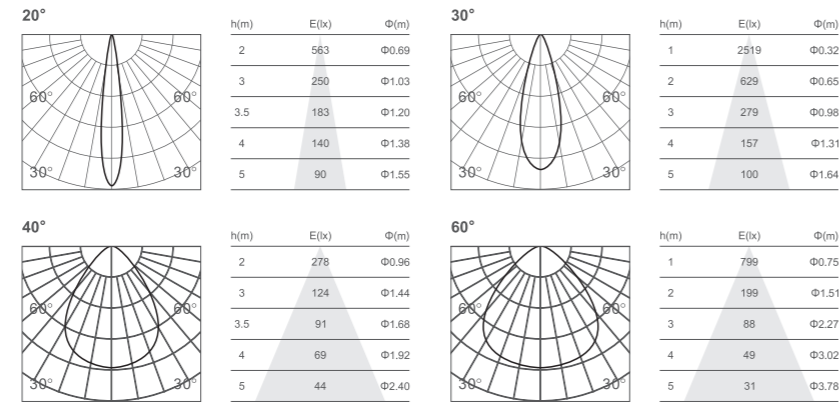 20°
h(m) E(lx) Φ(m)
2 563 Φ0.69
3 250 Φ1.03
3.5 183 Φ1.20
4 140 Φ1.38
5 90 Φ1.55
60° 60°
30° 30°
30°
h(m) E(lx) Φ(m)
1 2519 Φ0.32
2 629 Φ0.65
3 279 Φ0.98
4 157 Φ1.31
5 100 Φ1.64
60° 60°
30° 30°
40°
h(m) E(lx) Φ(m)
2 278 Φ0.96
3 124 Φ1.44
3.5 91 Φ1.68
4 69 Φ1.92
5 44 Φ2.40
60° 60°
30° 30°
60°
h(m) E(lx) Φ(m)
1 799 Φ0.75
2 199 Φ1.51
3 88 Φ2.27
4 49 Φ3.02
5 31 Φ3.78
60° 60°
30° 30°